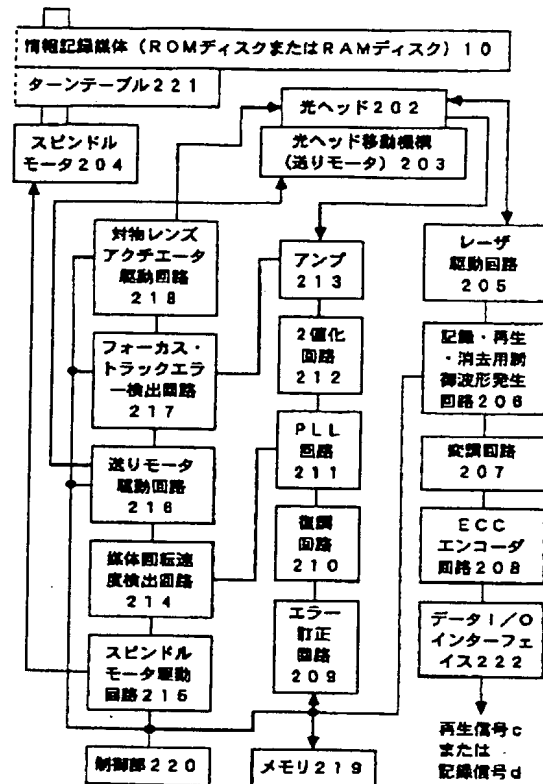 情報記録媒体（ROMディスクまたはRAMディスク）10
ターンテーブル221
スピンドル
モータ204
光ヘッド202
光ヘッド移動機構
(送りモータ）203
対物レンズ
アクチエータ
駆動回路
218
フォーカス・
トラックエラ
ー検出回路
217
送りモータ
駆動回路
216
媒体回転速
度検出回路
214
スピンドル
モータ駆動
回路215
制御部220
アンプ
213
2値化
回路
212
PLL
回路
211
復調
回路
210
エラー
訂正
回路
209
メモリ219
レーザ
駆動回路
205
記録・再生
・消去用制
御波形発生
回路206
変調回路
207
ECC
エンコーダ
回路208
データI／O
インターフェ
イス222
再生信号c
または
記録信号d